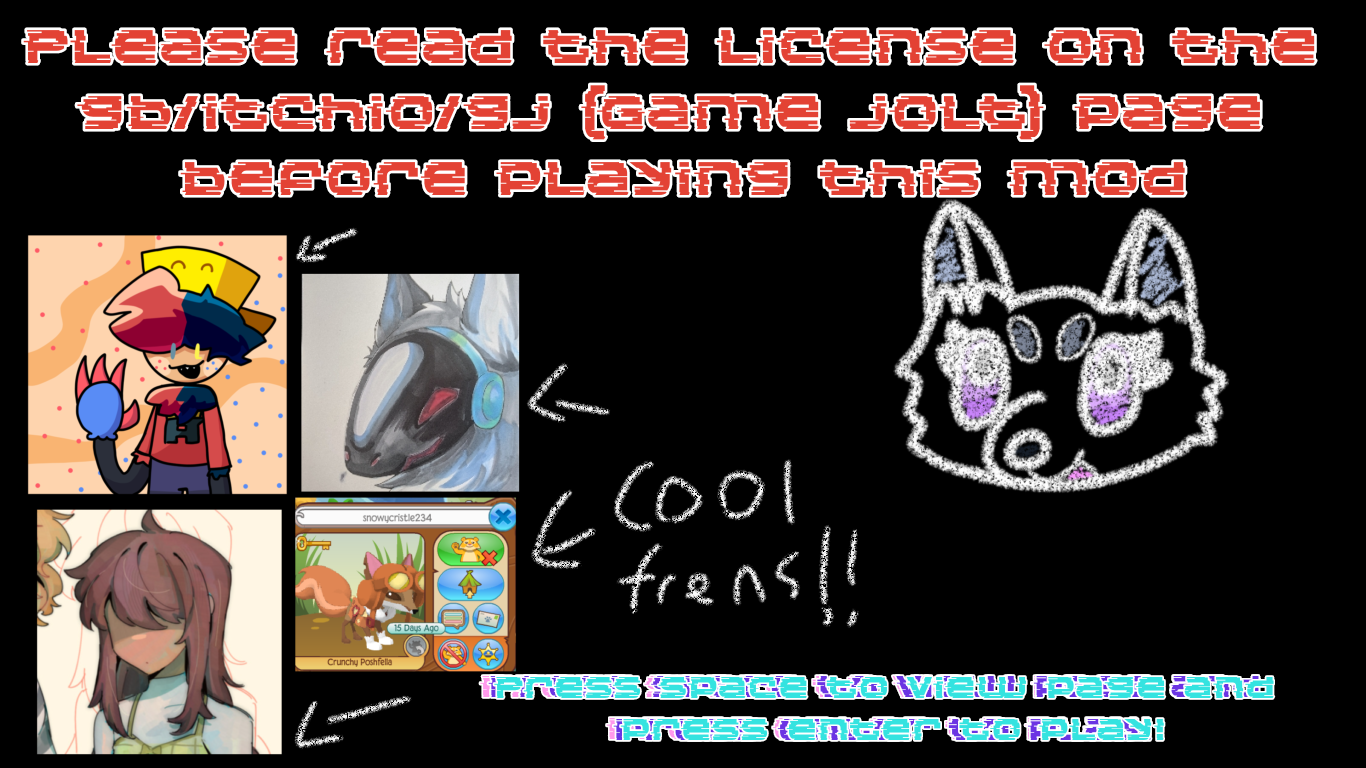 Please read the License on the
gb/itchio/gj {Game Jolt} page
before playing this mod
snowycristle234
15 Days Ago
Crunchy Poshfella
H
cool
frens!!
Press Space to view page and
Press Enter to play!